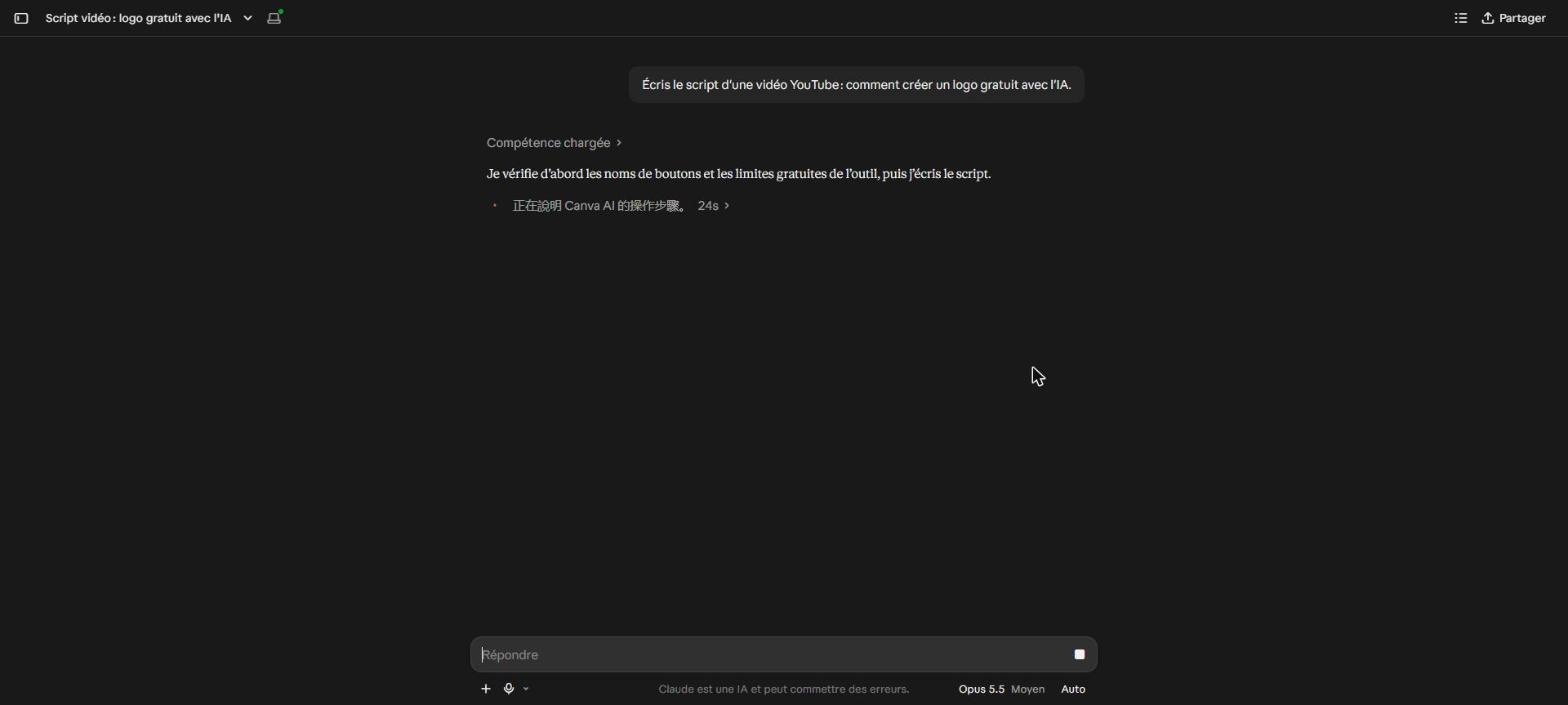 Script vidéo : logo gratuit avec l'IA
Partager
Écris le script d'une vidéo YouTube : comment créer un logo gratuit avec l'IA.
Compétence chargée
Je vérifie d'abord les noms de boutons et les limites gratuites de l'outil, puis j'écris le script.
正在說明 Canva AI 的操作步驟。 24s
Répondre
Claude est une IA et peut commettre des erreurs.
Opus 5.5 Moyen Auto